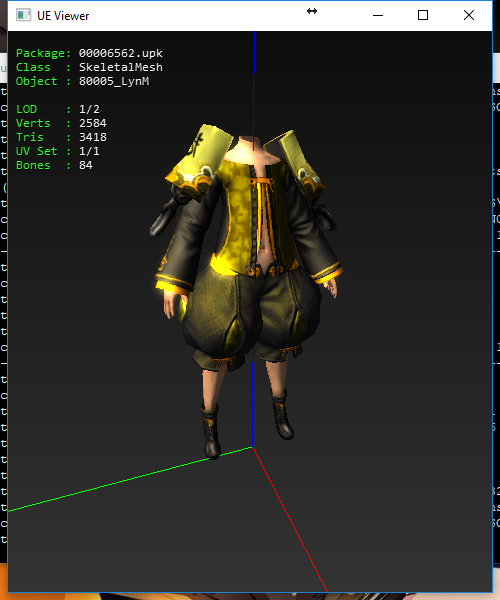 UE Viewer
Package: 00006562.upk
Class : SkeletalMesh
Object : 80005_LynM
LOD : 1/2
Verts : 2584
Tris : 3418
UV Set : 1/1
Bones : 84